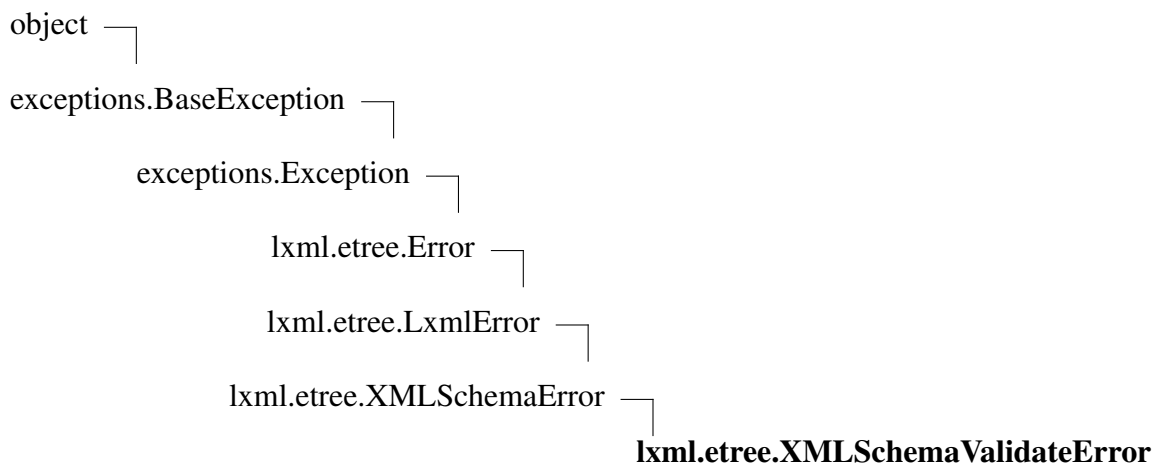 object
exceptions.BaseException
exceptions.Exception
lxml.etree.Error
lxml.etree.LxmlError
lxml.etree.XMLSchemaError
lxml.etree.XMLSchemaValidateError